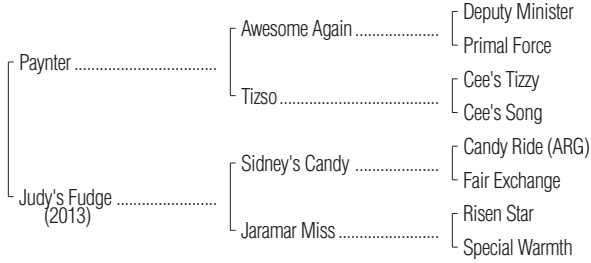 Deputy Minister
Awesome Again ..................
Primal Force
Paynter ...............................
Cee's Tizzy
Tizso ...................................
Cee's Song
Candy Ride (ARG)
Sidney's Candy ..................
Fair Exchange
Judy's Fudge ......................
(2013)
Risen Star
Jaramar Miss ......................
Special Warmth